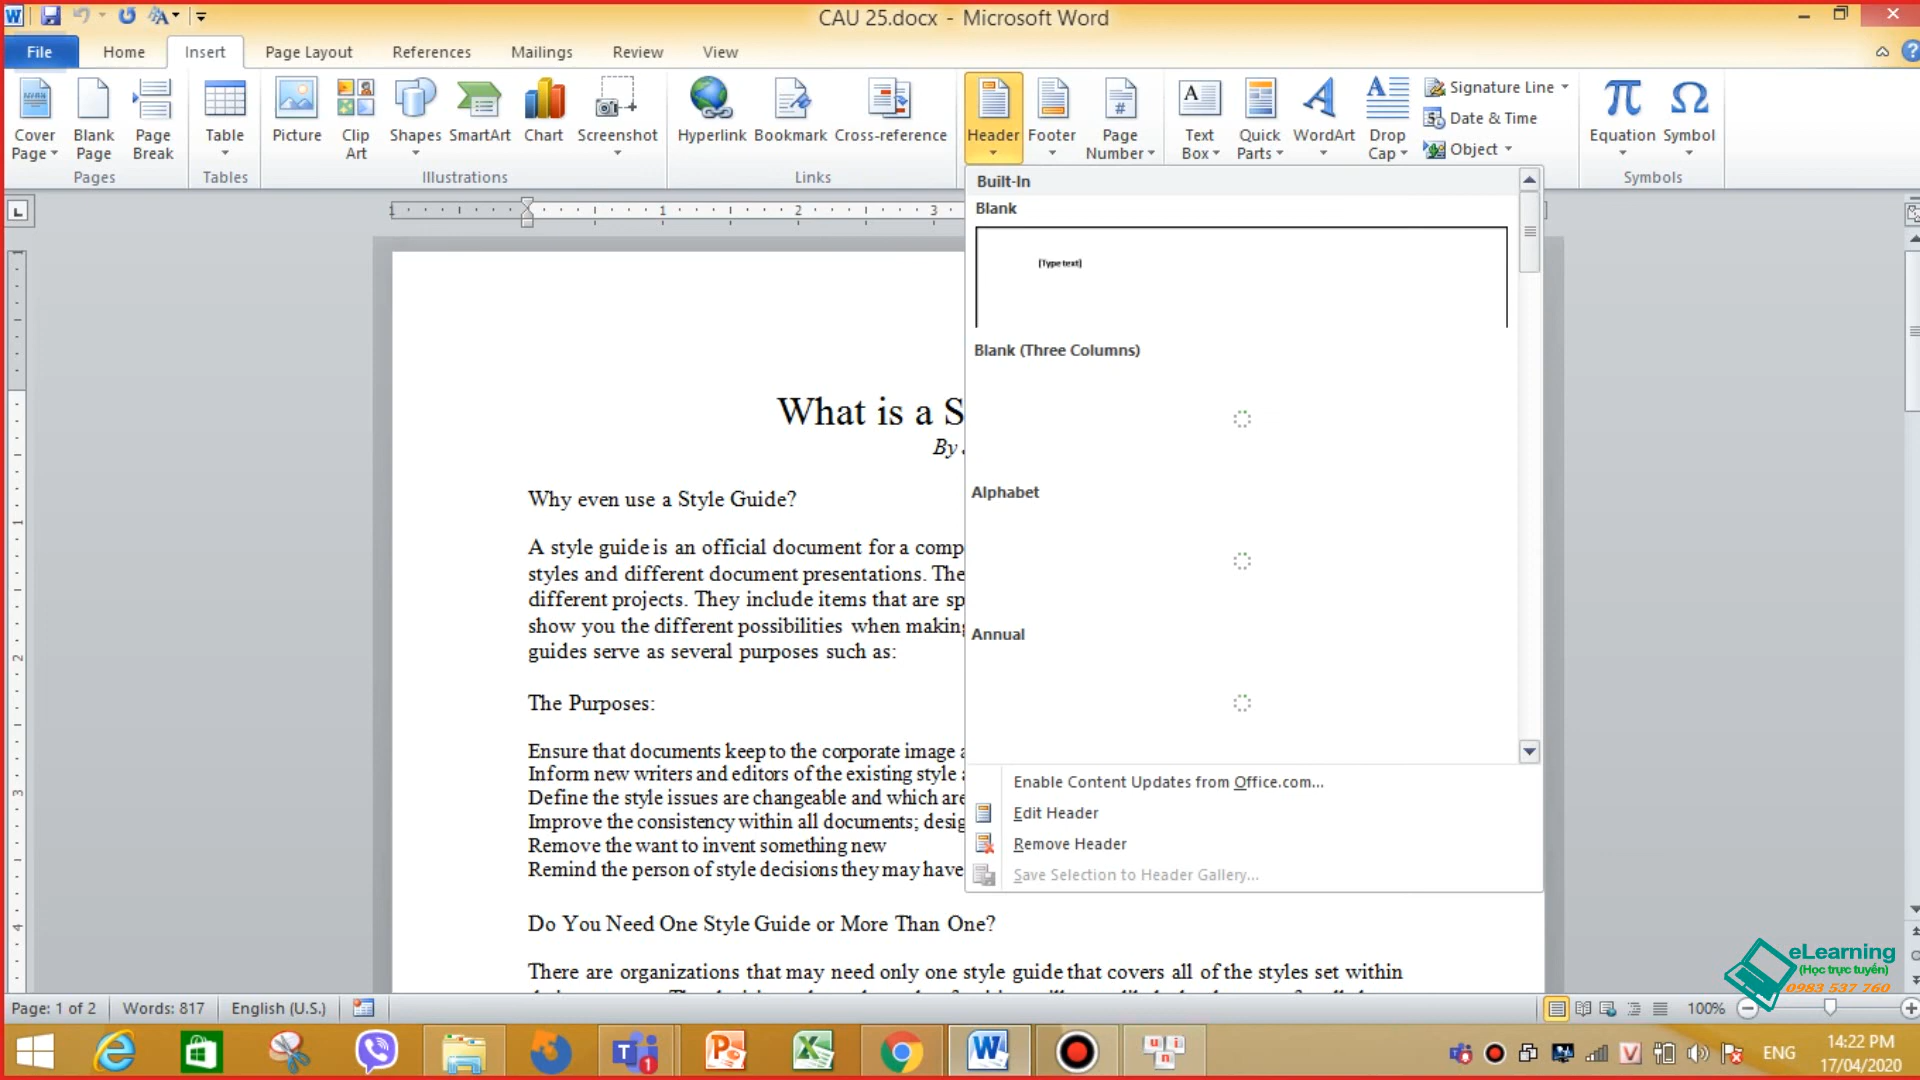 CAU 25.docx - Microsoft Word
File Home Insert Page Layout References Mailings Review View
Cover Page
Blank Page
Page Break
Table
Picture
Clip Art
Shapes
SmartArt
Chart
Screenshot
Hyperlink
Bookmark
Cross-reference
Header
Footer
Page Number
Text Box
Quick Parts
WordArt
Drop Cap
Signature Line
Date & Time
Object
Equation
Symbol
Pages Tables Illustrations Links Symbols
1 1 2 3
Built-In
Blank
[Type text]
Blank (Three Columns)
Alphabet
Annual
Enable Content Updates from Office.com...
Edit Header
Remove Header
Save Selection to Header Gallery...
What is a S
By
Why even use a Style Guide?
A style guide is an official document for a comp
styles and different document presentations. The
different projects. They include items that are sp
show you the different possibilities when making
guides serve as several purposes such as:
The Purposes:
Ensure that documents keep to the corporate image a
Inform new writers and editors of the existing style a
Define the style issues are changeable and which are
Improve the consistency within all documents; desig
Remove the want to invent something new
Remind the person of style decisions they may have
Do You Need One Style Guide or More Than One?
There are organizations that may need only one style guide that covers all of the styles set within
eLearning
(Học trực tuyến)
0983 537 760
Page: 1 of 2 Words: 817 English (U.S.) 100%
ENG
14:22 PM
17/04/2020